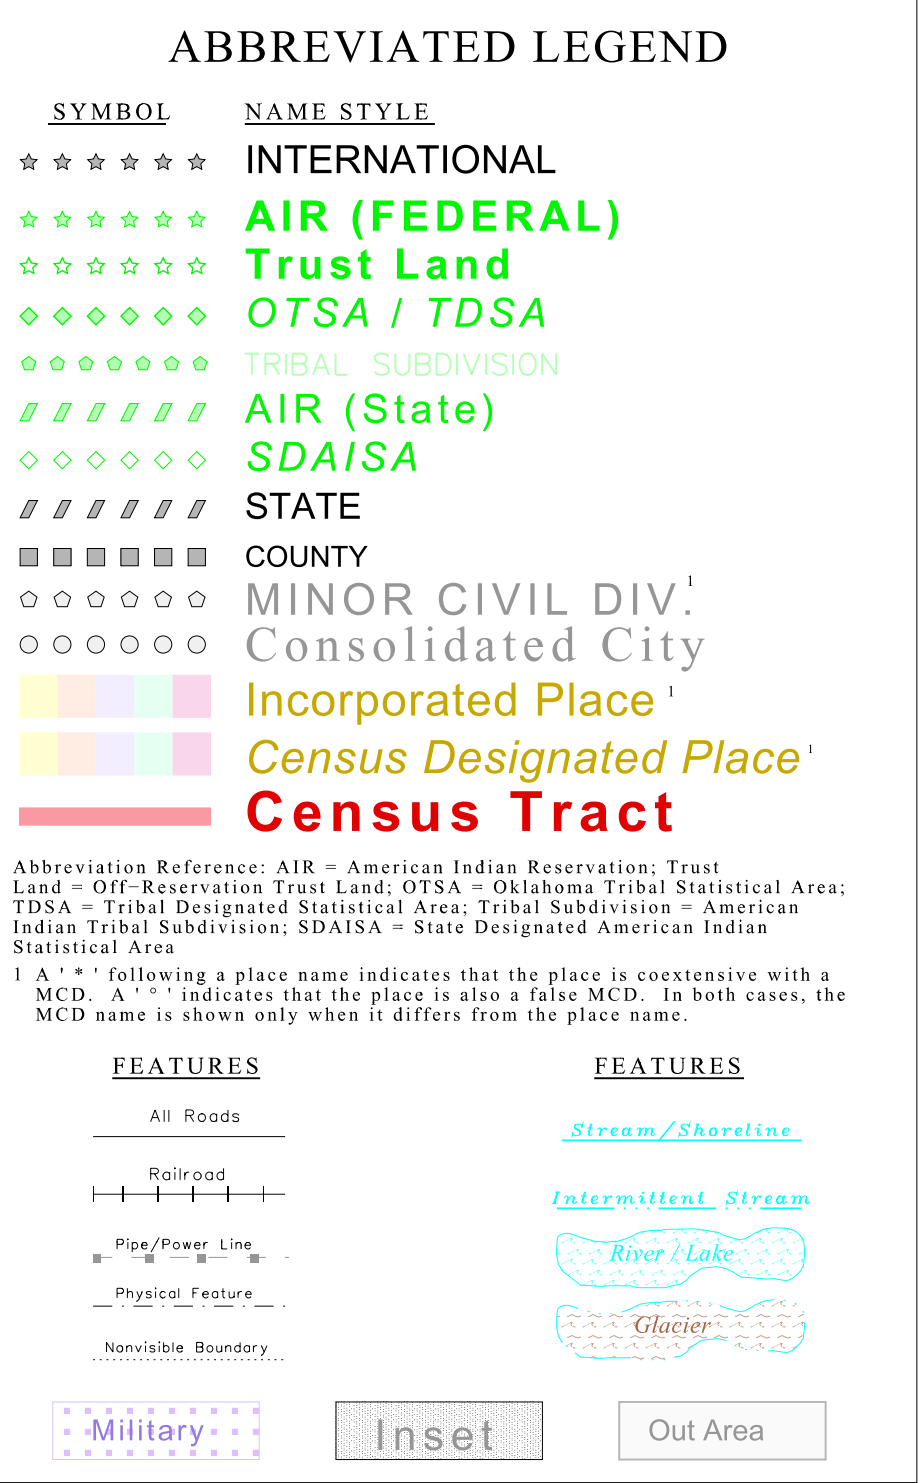 ABBREVIATED LEGEND
SYMBOL NAME STYLE
INTERNATIONAL
AIR (FEDERAL)
Trust Land
OTSA / TDSA
TRIBAL SUBDIVISION
AIR (State)
SDAISA
STATE
COUNTY
MINOR CIVIL DIV. 1
Consolidated City
Incorporated Place 1
Census Designated Place 1
Census Tract
Abbreviation Reference: AIR = American Indian Reservation; Trust
Land = Off−Reservation Trust Land; OTSA = Oklahoma Tribal Statistical Area;
TDSA = Tribal Designated Statistical Area; Tribal Subdivision = American
Indian Tribal Subdivision; SDAISA = State Designated American Indian
Statistical Area
1 A ' * ' following a place name indicates that the place is coextensive with a
MCD. A ' ° ' indicates that the place is also a false MCD. In both cases, the
MCD name is shown only when it differs from the place name.
FEATURES
All Roads
Railroad
Pipe/Power Line
Physical Feature
Nonvisible Boundary
FEATURES
Stream/Shoreline
Intermittent Stream
River / Lake
Glacier
Military
Inset
Out Area